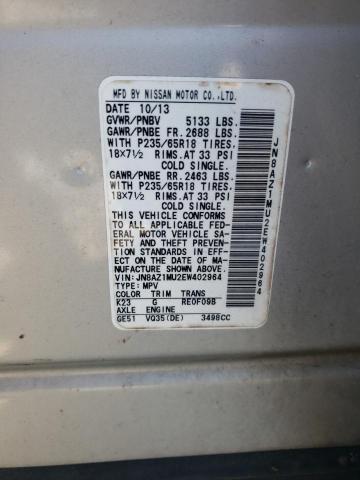 MFD BY NISSAN MOTOR CO.,LTD.
DATE 10/13
GVWR/PNBV 5133 LBS.
GAWR/PNBE FR. 2688 LBS.
WITH P235/65R18 TIRES.
18×7½ RIMS.AT 33 PSI
COLD SINGLE.
GAWR/PNBE RR. 2463 LBS.
WITH P235/65R18 TIRES.
18×7½ RIMS.AT 33 PSI
COLD SINGLE.
THIS VEHICLE CONFORMS
TO ALL APPLICABLE FED-
ERAL MOTOR VEHICLE SA-
FETY AND THEFT PREVEN-
TION STANDARDS IN EFF-
ECT ON THE DATE OF MA-
NUFACTURE SHOWN ABOVE.
VIN: JN8AZ1MU2EW402964
TYPE: MPV
COLOR TRIM TRANS
K23 G RE0F09B
AXLE ENGINE
GE51 VQ35(DE) 3498CC
JN8AZ1MU2EW402964